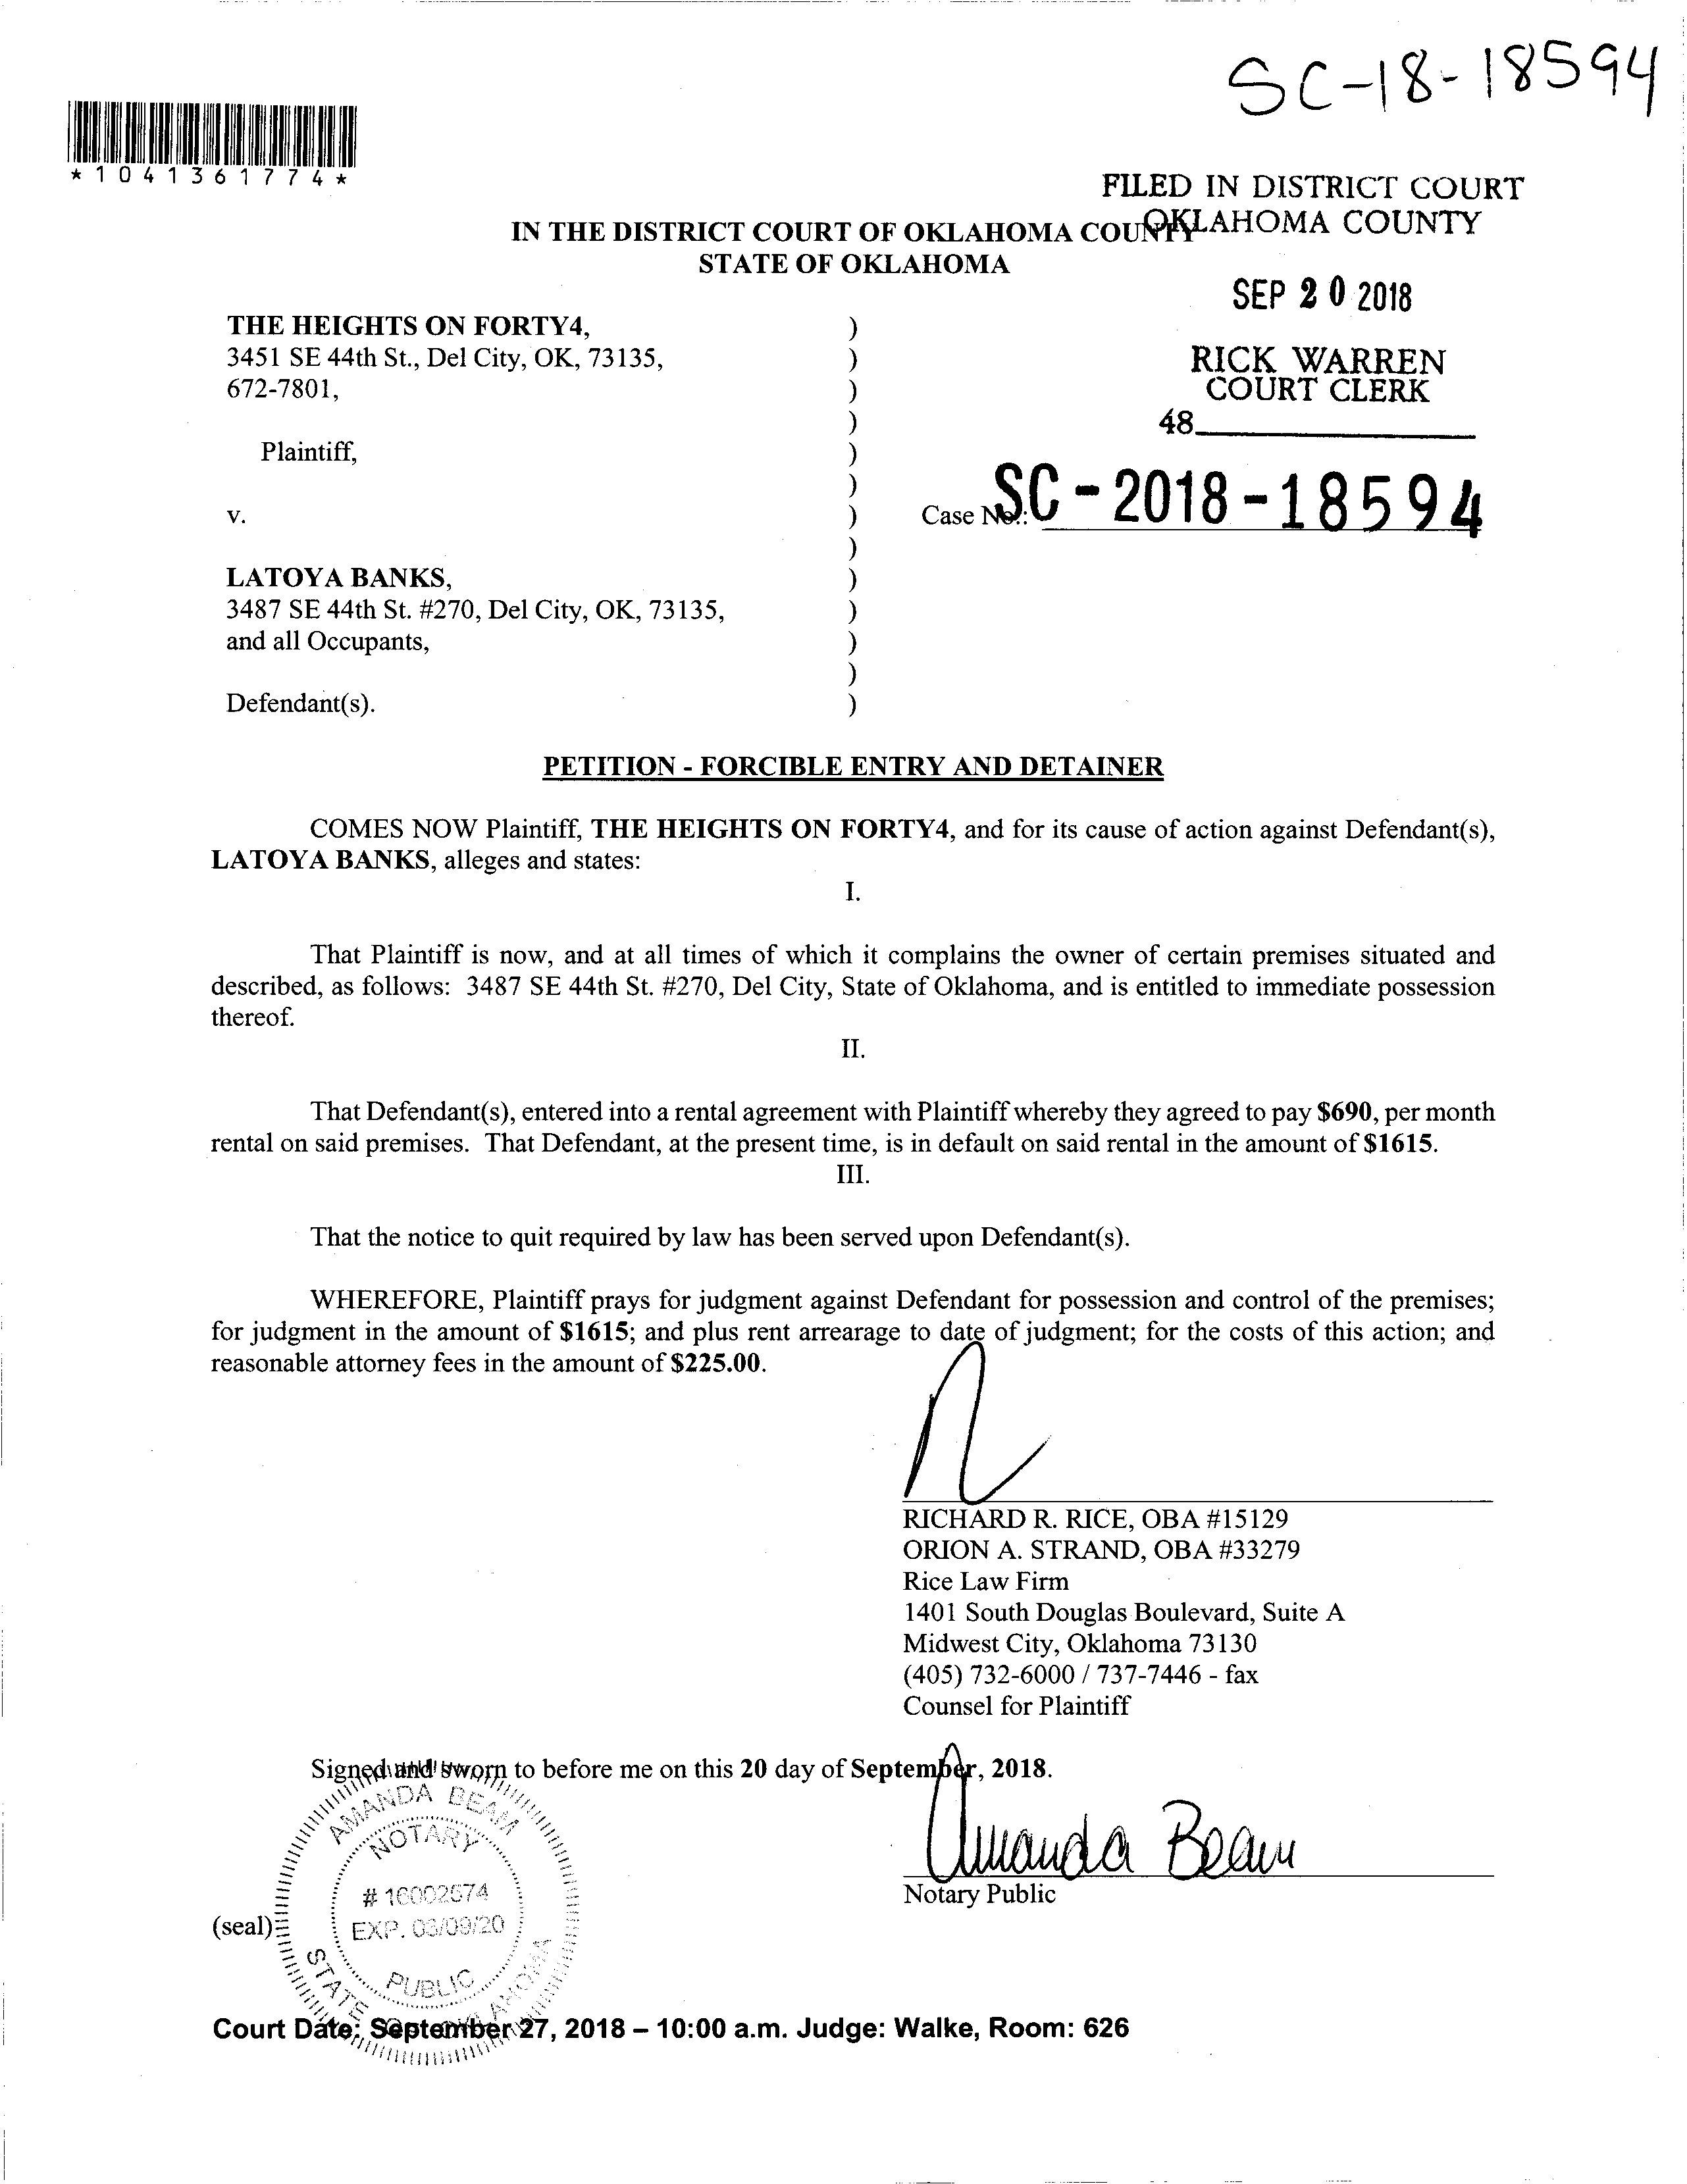 SC-18-18594
*1041361774*
FILED IN DISTRICT COURT
OKLAHOMA COUNTY
IN THE DISTRICT COURT OF OKLAHOMA COUNTY
STATE OF OKLAHOMA
SEP 20 2018
RICK WARREN
COURT CLERK
48
THE HEIGHTS ON FORTY4, )
3451 SE 44th St., Del City, OK, 73135, )
672-7801, )
)
Plaintiff, )
)
v. ) Case No.: SC-2018-18594
)
LATOYA BANKS, )
3487 SE 44th St. #270, Del City, OK, 73135, )
and all Occupants, )
)
Defendant(s). )
PETITION - FORCIBLE ENTRY AND DETAINER
COMES NOW Plaintiff, THE HEIGHTS ON FORTY4, and for its cause of action against Defendant(s),
LATOYA BANKS, alleges and states:
I.
That Plaintiff is now, and at all times of which it complains the owner of certain premises situated and
described, as follows: 3487 SE 44th St. #270, Del City, State of Oklahoma, and is entitled to immediate possession
thereof.
II.
That Defendant(s), entered into a rental agreement with Plaintiff whereby they agreed to pay $690, per month
rental on said premises. That Defendant, at the present time, is in default on said rental in the amount of $1615.
III.
That the notice to quit required by law has been served upon Defendant(s).
WHEREFORE, Plaintiff prays for judgment against Defendant for possession and control of the premises;
for judgment in the amount of $1615; and plus rent arrearage to date of judgment; for the costs of this action; and
reasonable attorney fees in the amount of $225.00.
RICHARD R. RICE, OBA #15129
ORION A. STRAND, OBA #33279
Rice Law Firm
1401 South Douglas Boulevard, Suite A
Midwest City, Oklahoma 73130
(405) 732-6000 / 737-7446 - fax
Counsel for Plaintiff
Signed and sworn to before me on this 20 day of September, 2018.
Amanda Beam
Notary Public
(seal)
AMANDA BEAM
NOTARY
# 16002574
EXP. 03/09/20
PUBLIC
STATE OF OKLAHOMA
Court Date: September 27, 2018 – 10:00 a.m. Judge: Walke, Room: 626